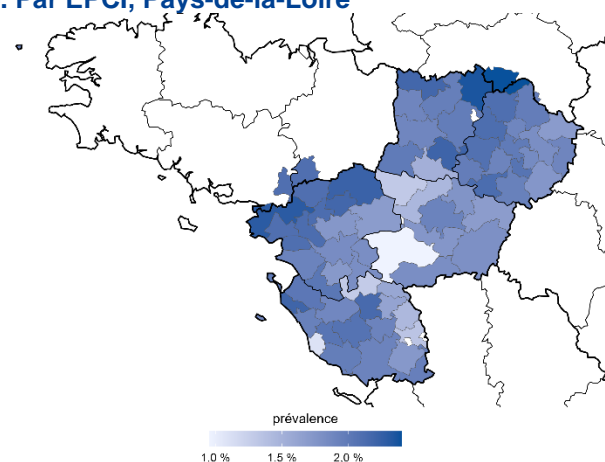 . Par EPCI, Pays-de-la-Loire
prévalence
1.0 % 1.5 % 2.0 %